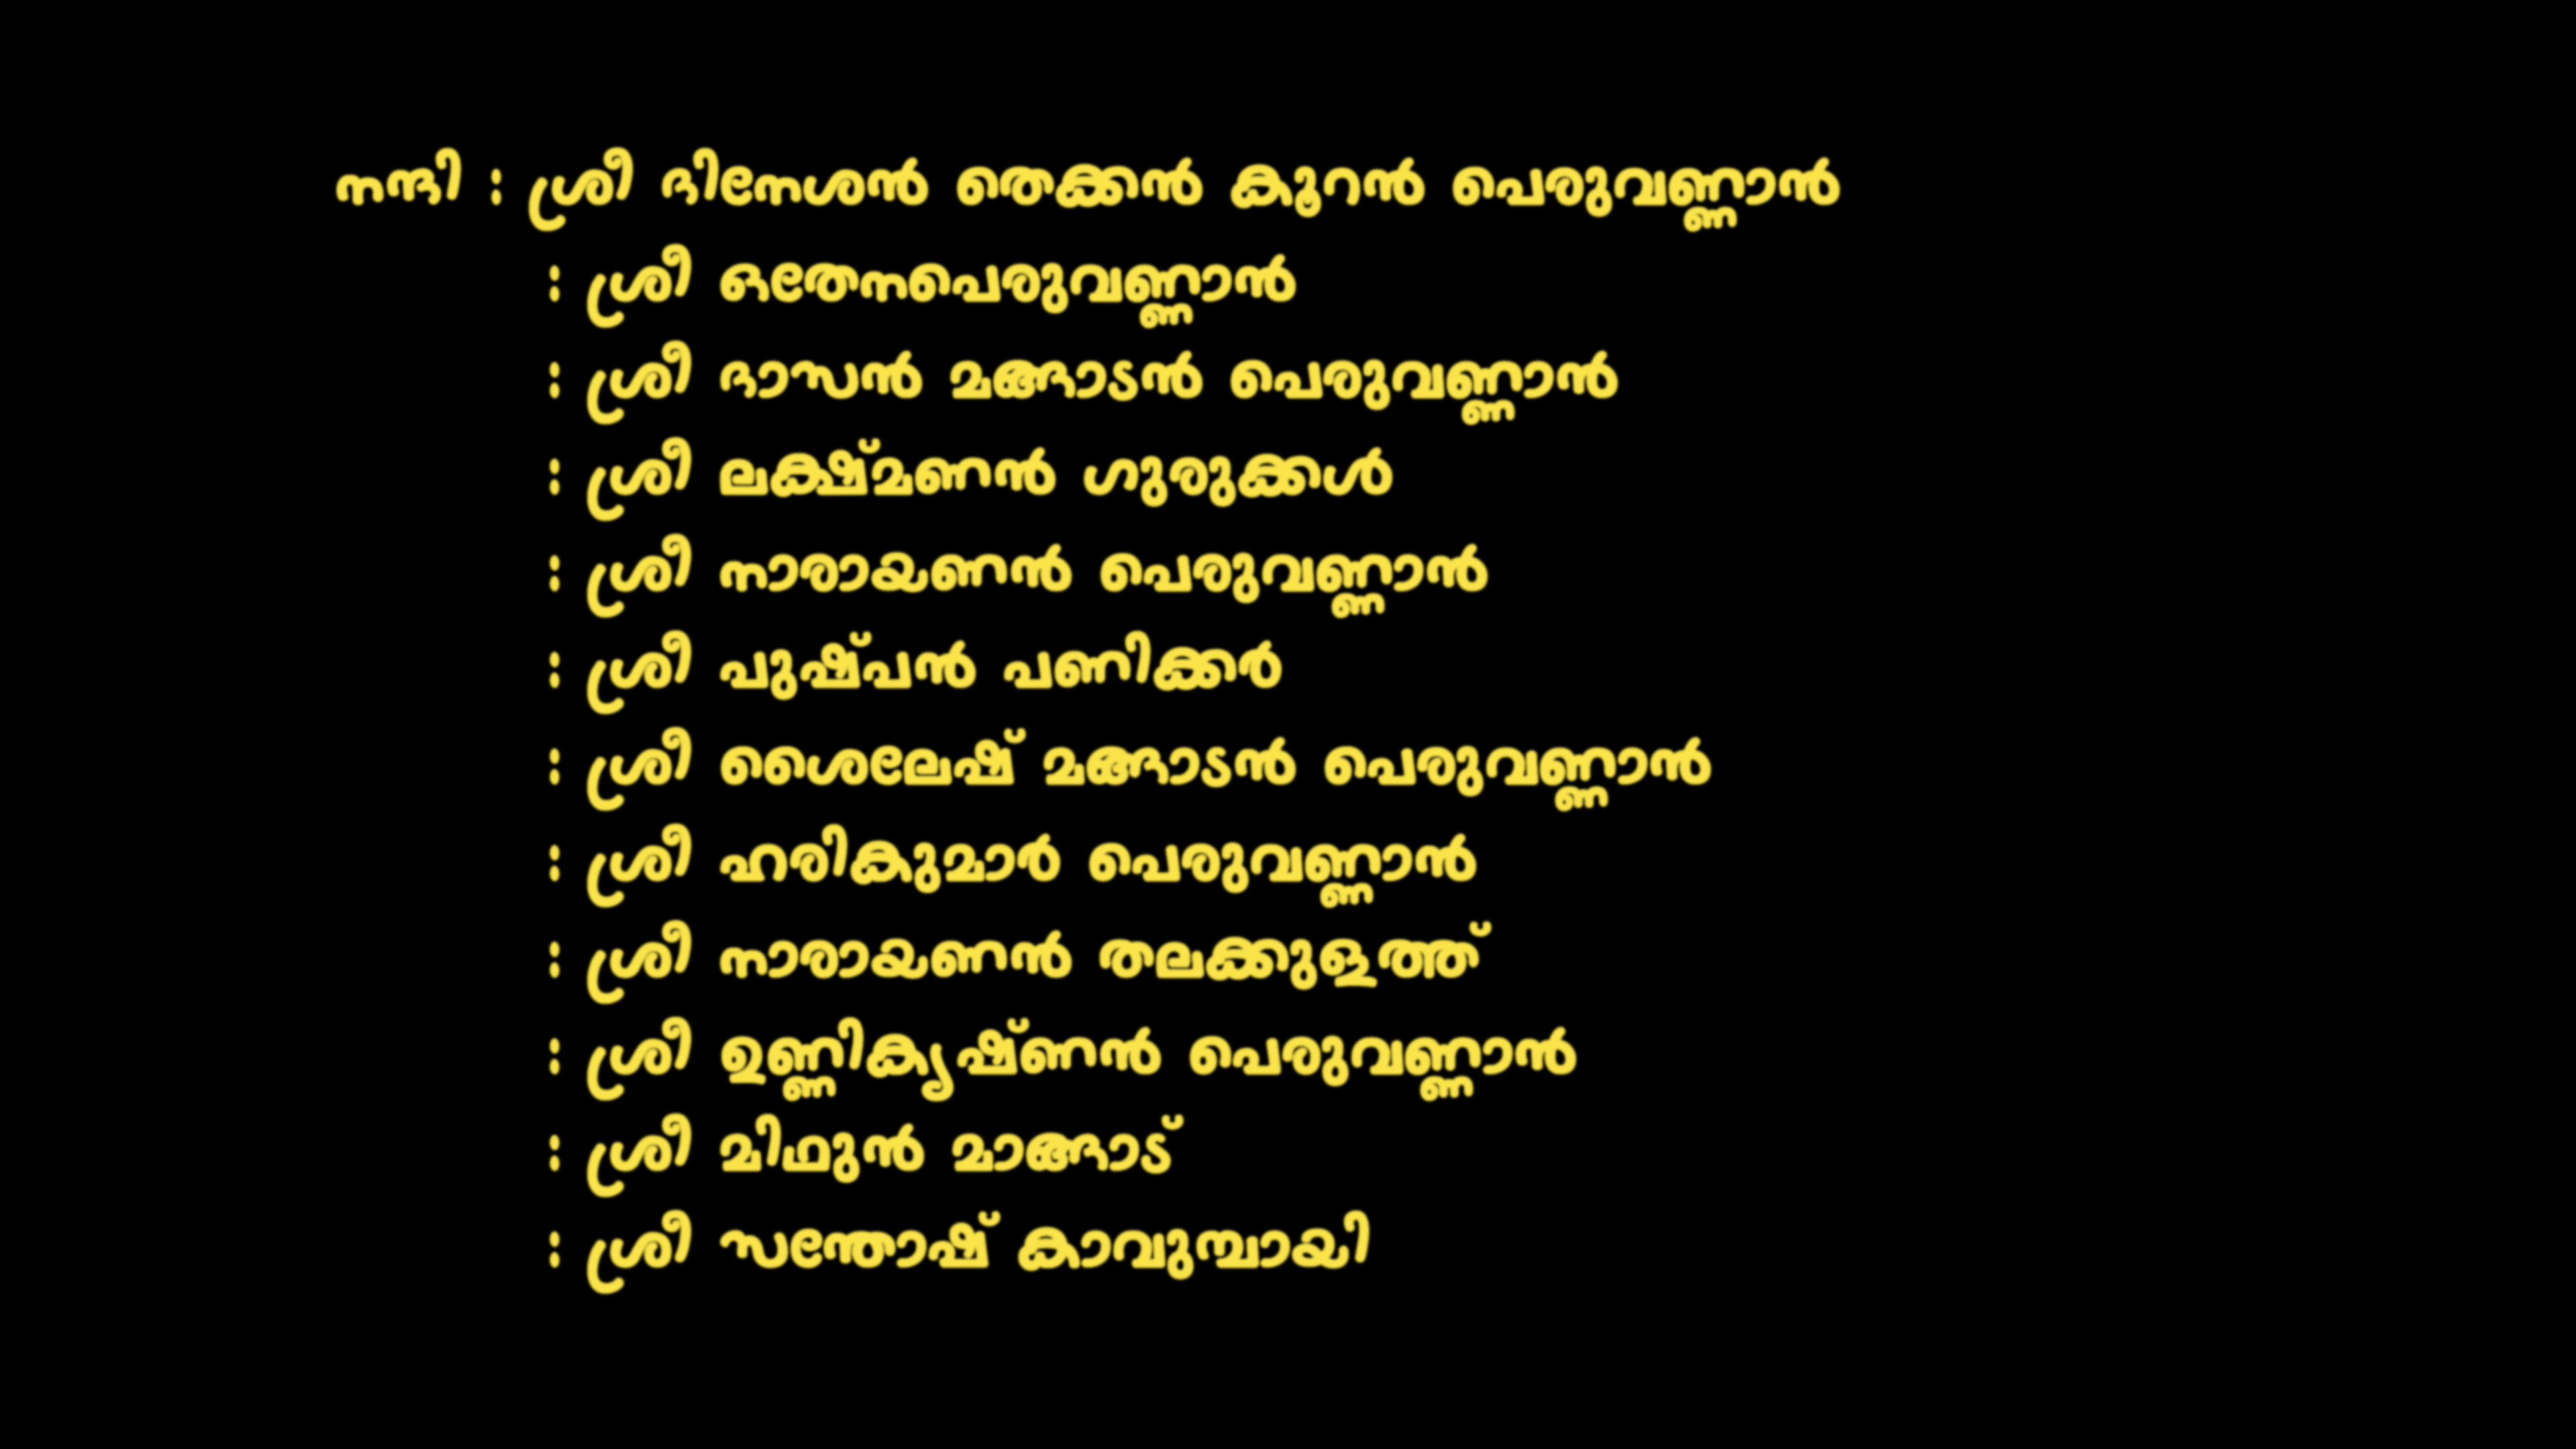 നന്ദി : ശ്രീ ദിനേശൻ തെക്കൻ കൂറൻ പെരുവണ്ണാൻ
: ശ്രീ ഒതേനപെരുവണ്ണാൻ
: ശ്രീ ദാസൻ മങ്ങാടൻ പെരുവണ്ണാൻ
: ശ്രീ ലക്ഷ്മണൻ ഗുരുക്കൾ
: ശ്രീ നാരായണൻ പെരുവണ്ണാൻ
: ശ്രീ പുഷ്പൻ പണിക്കർ
: ശ്രീ ശൈലേഷ് മങ്ങാടൻ പെരുവണ്ണാൻ
: ശ്രീ ഹരികുമാർ പെരുവണ്ണാൻ
: ശ്രീ നാരായണൻ തലക്കുളത്ത്
: ശ്രീ ഉണ്ണികൃഷ്ണൻ പെരുവണ്ണാൻ
: ശ്രീ മിഥുൻ മാങ്ങാട്
: ശ്രീ സന്തോഷ് കാവുമ്പായി